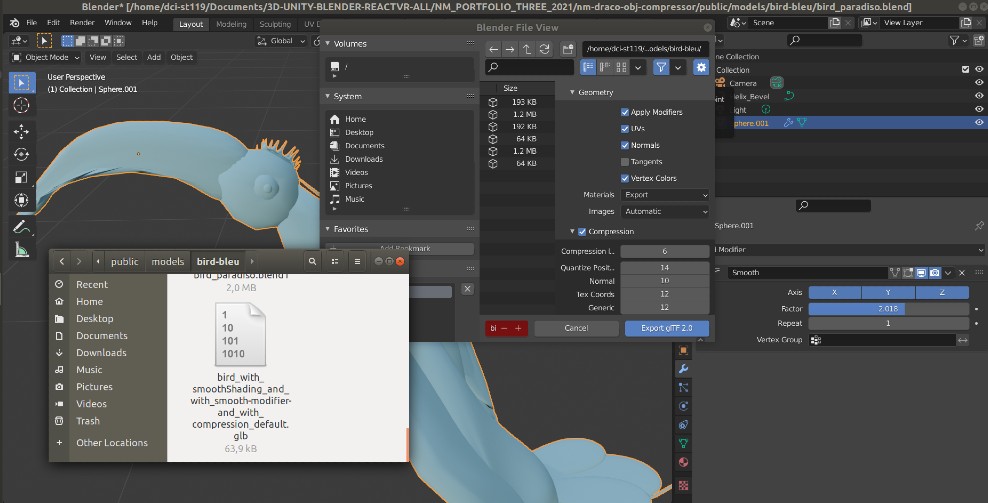 Blender* [/home/dci-st119/Documents/3D-UNITY-BLENDER-REACTVR-ALL/NM_PORTFOLIO_THREE_2021/nm-draco-obj-compressor/public/models/bird-bleu/bird_paradiso.blend]
File Edit Render Window Help Layout Modeling Sculpting UV
Scene View Layer
Global
Object Mode View Select Add Object
User Perspective
(1) Collection | Sphere.001
Blender File View
Volumes
/
System
Home
Desktop
Documents
Downloads
Videos
Pictures
Music
Favorites
Add Bookmark
/home/dci-st119/...odels/bird-bleu/
Size
193 KB
1.2 MB
192 KB
64 KB
1.2 MB
64 KB
Geometry
Apply Modifiers
UVs
Normals
Tangents
Vertex Colors
Materials Export
Images Automatic
Compression
Compression l... 6
Quantize Posit... 14
Normal 10
Tex Coords 12
Generic 12
bi
Cancel
Export glTF 2.0
ne Collection
Collection
Camera
elix_Bevel
ight
phere.001
Sphere.001
Modifier
Smooth
Axis X Y Z
Factor 2.018
Repeat 1
Vertex Group
public models bird-bleu
Recent
Home
Desktop
Documents
Downloads
Music
Pictures
Videos
Trash
Other Locations
bird_paradiso.blend1
2,0 MB
1
10
101
1010
bird_with_
smoothShading_and_
with_smooth-modifier-
and_with_
compression_default.
glb
63,9 kB